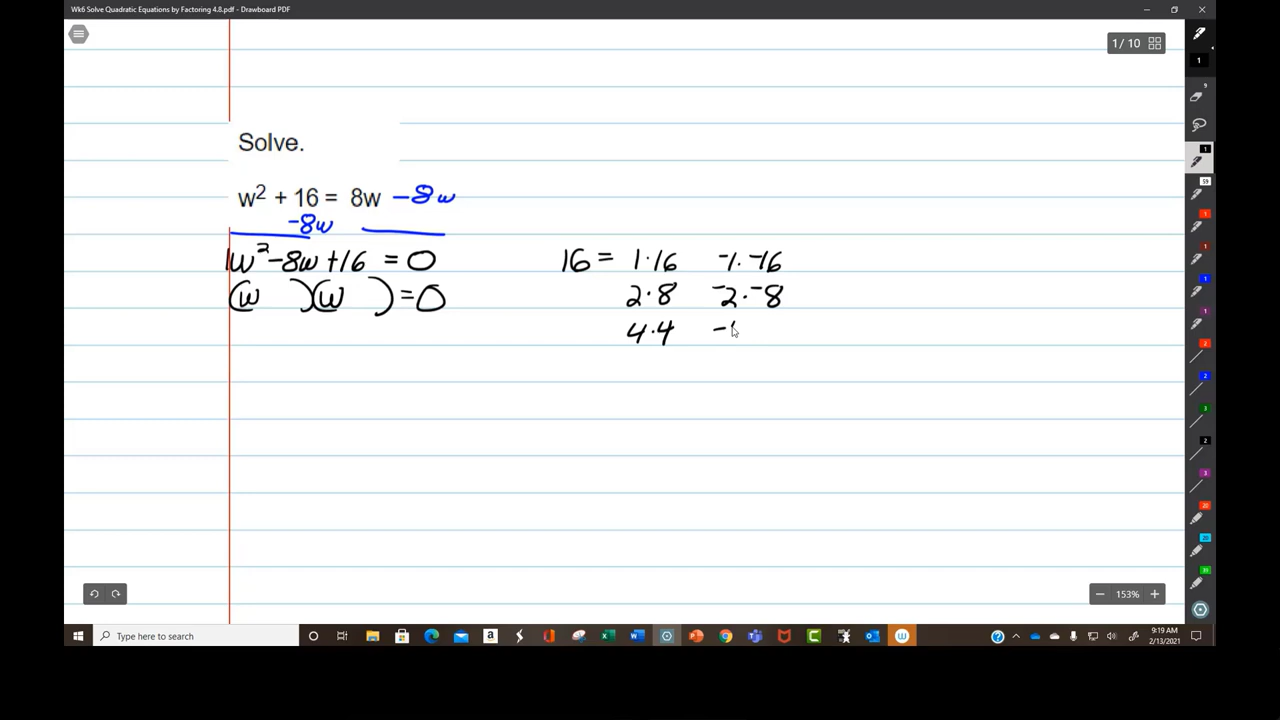 Wk6 Solve Quadratic Equations by Factoring 4.8.pdf - Drawboard PDF
1 / 10
Solve.
w² + 16 = 8w -8w
-8w
1w² -8w +16 = 0
(w )(w ) = 0
16 = 1·16 -1·-16
2·8 -2·-8
4·4 -
153%
Type here to search
9:19 AM
2/13/2021